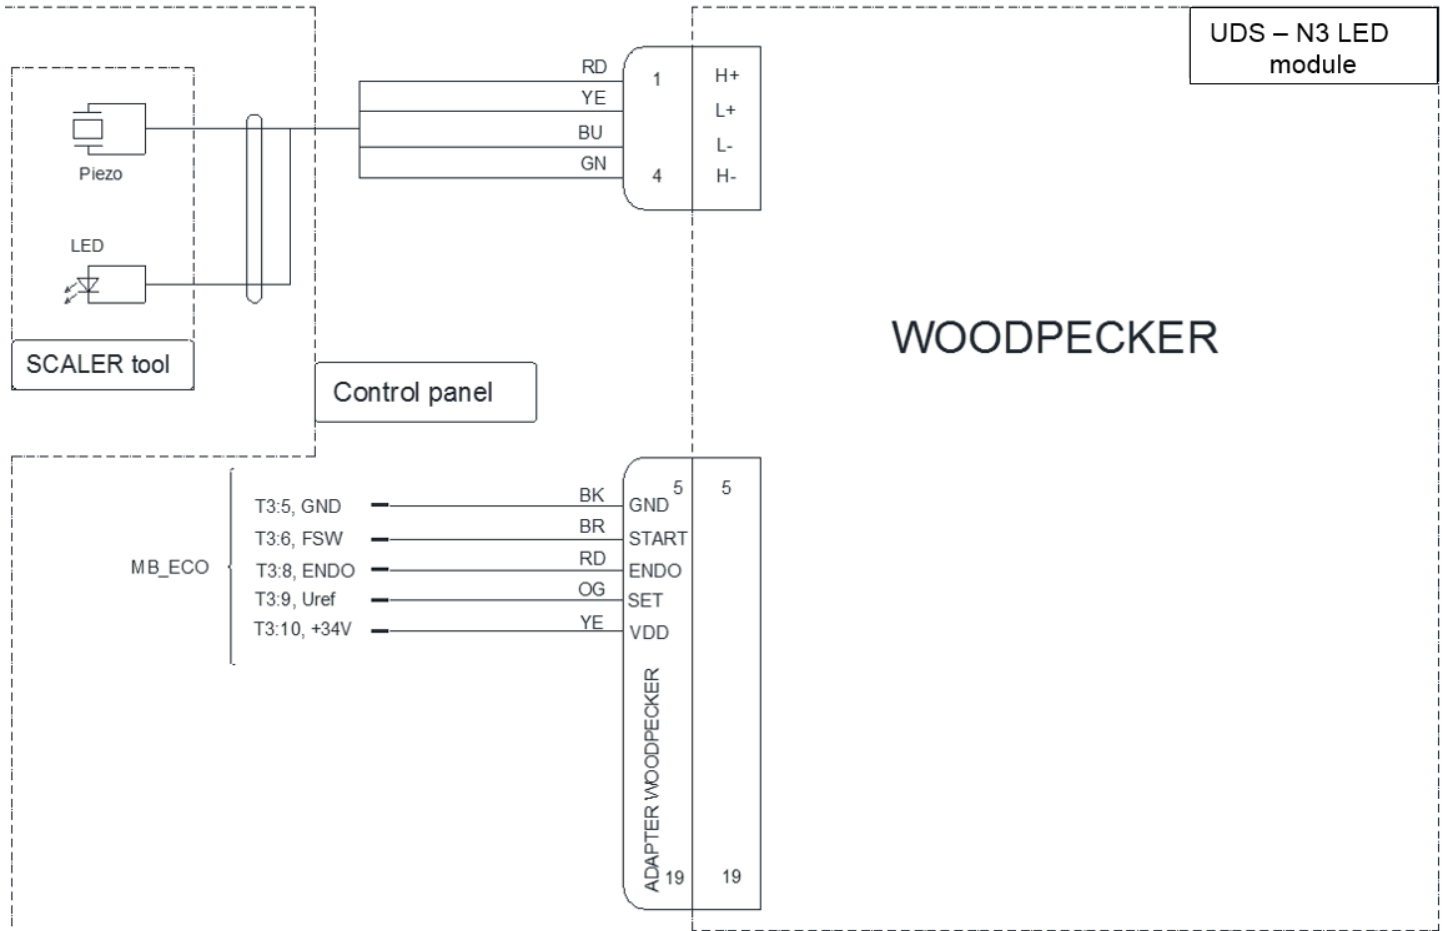 UDS – N3 LED
module
RD
1
H+
YE
L+
BU
L-
GN
4
H-
Piezo
LED
SCALER tool
Control panel
WOODPECKER
MB_ECO
T3:5, GND
BK
GND
5
5
T3:6, FSW
BR
START
T3:8, ENDO
RD
ENDO
T3:9, Uref
OG
SET
T3:10, +34V
YE
VDD
ADAPTER WOODPECKER
19
19